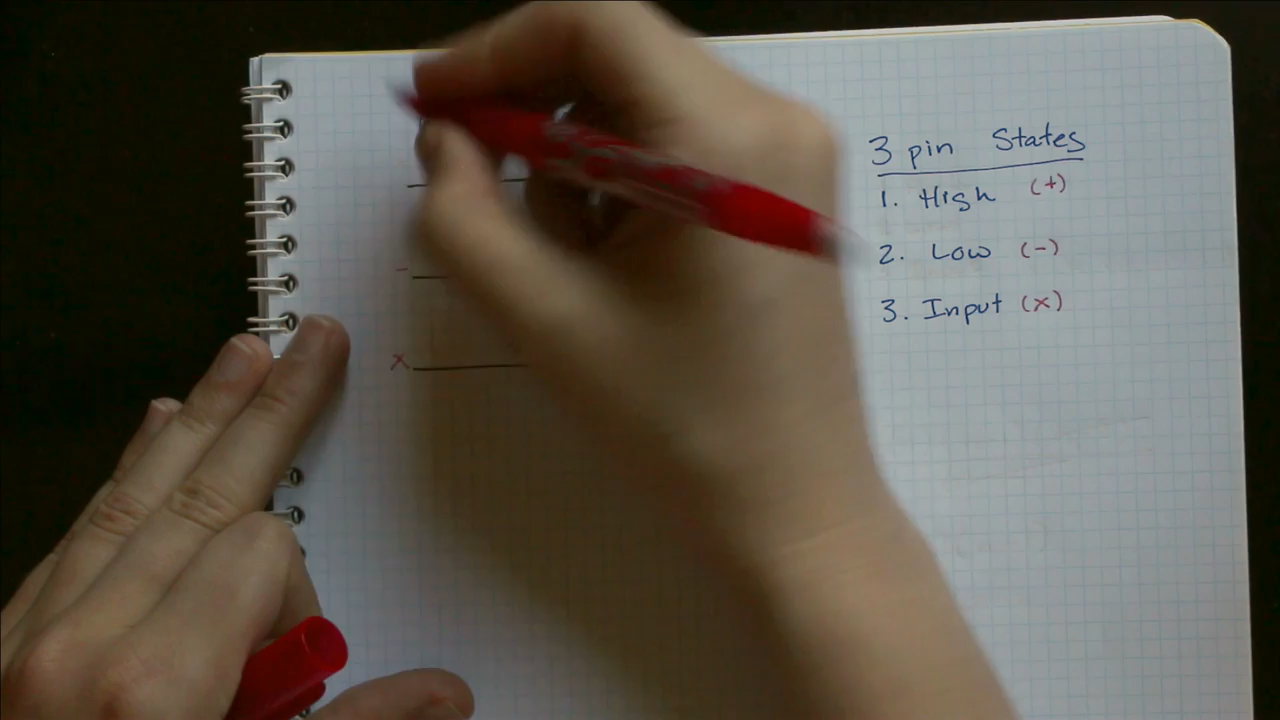 3 pin States
1. High (+)
2. Low (-)
3. Input (x)
-
x